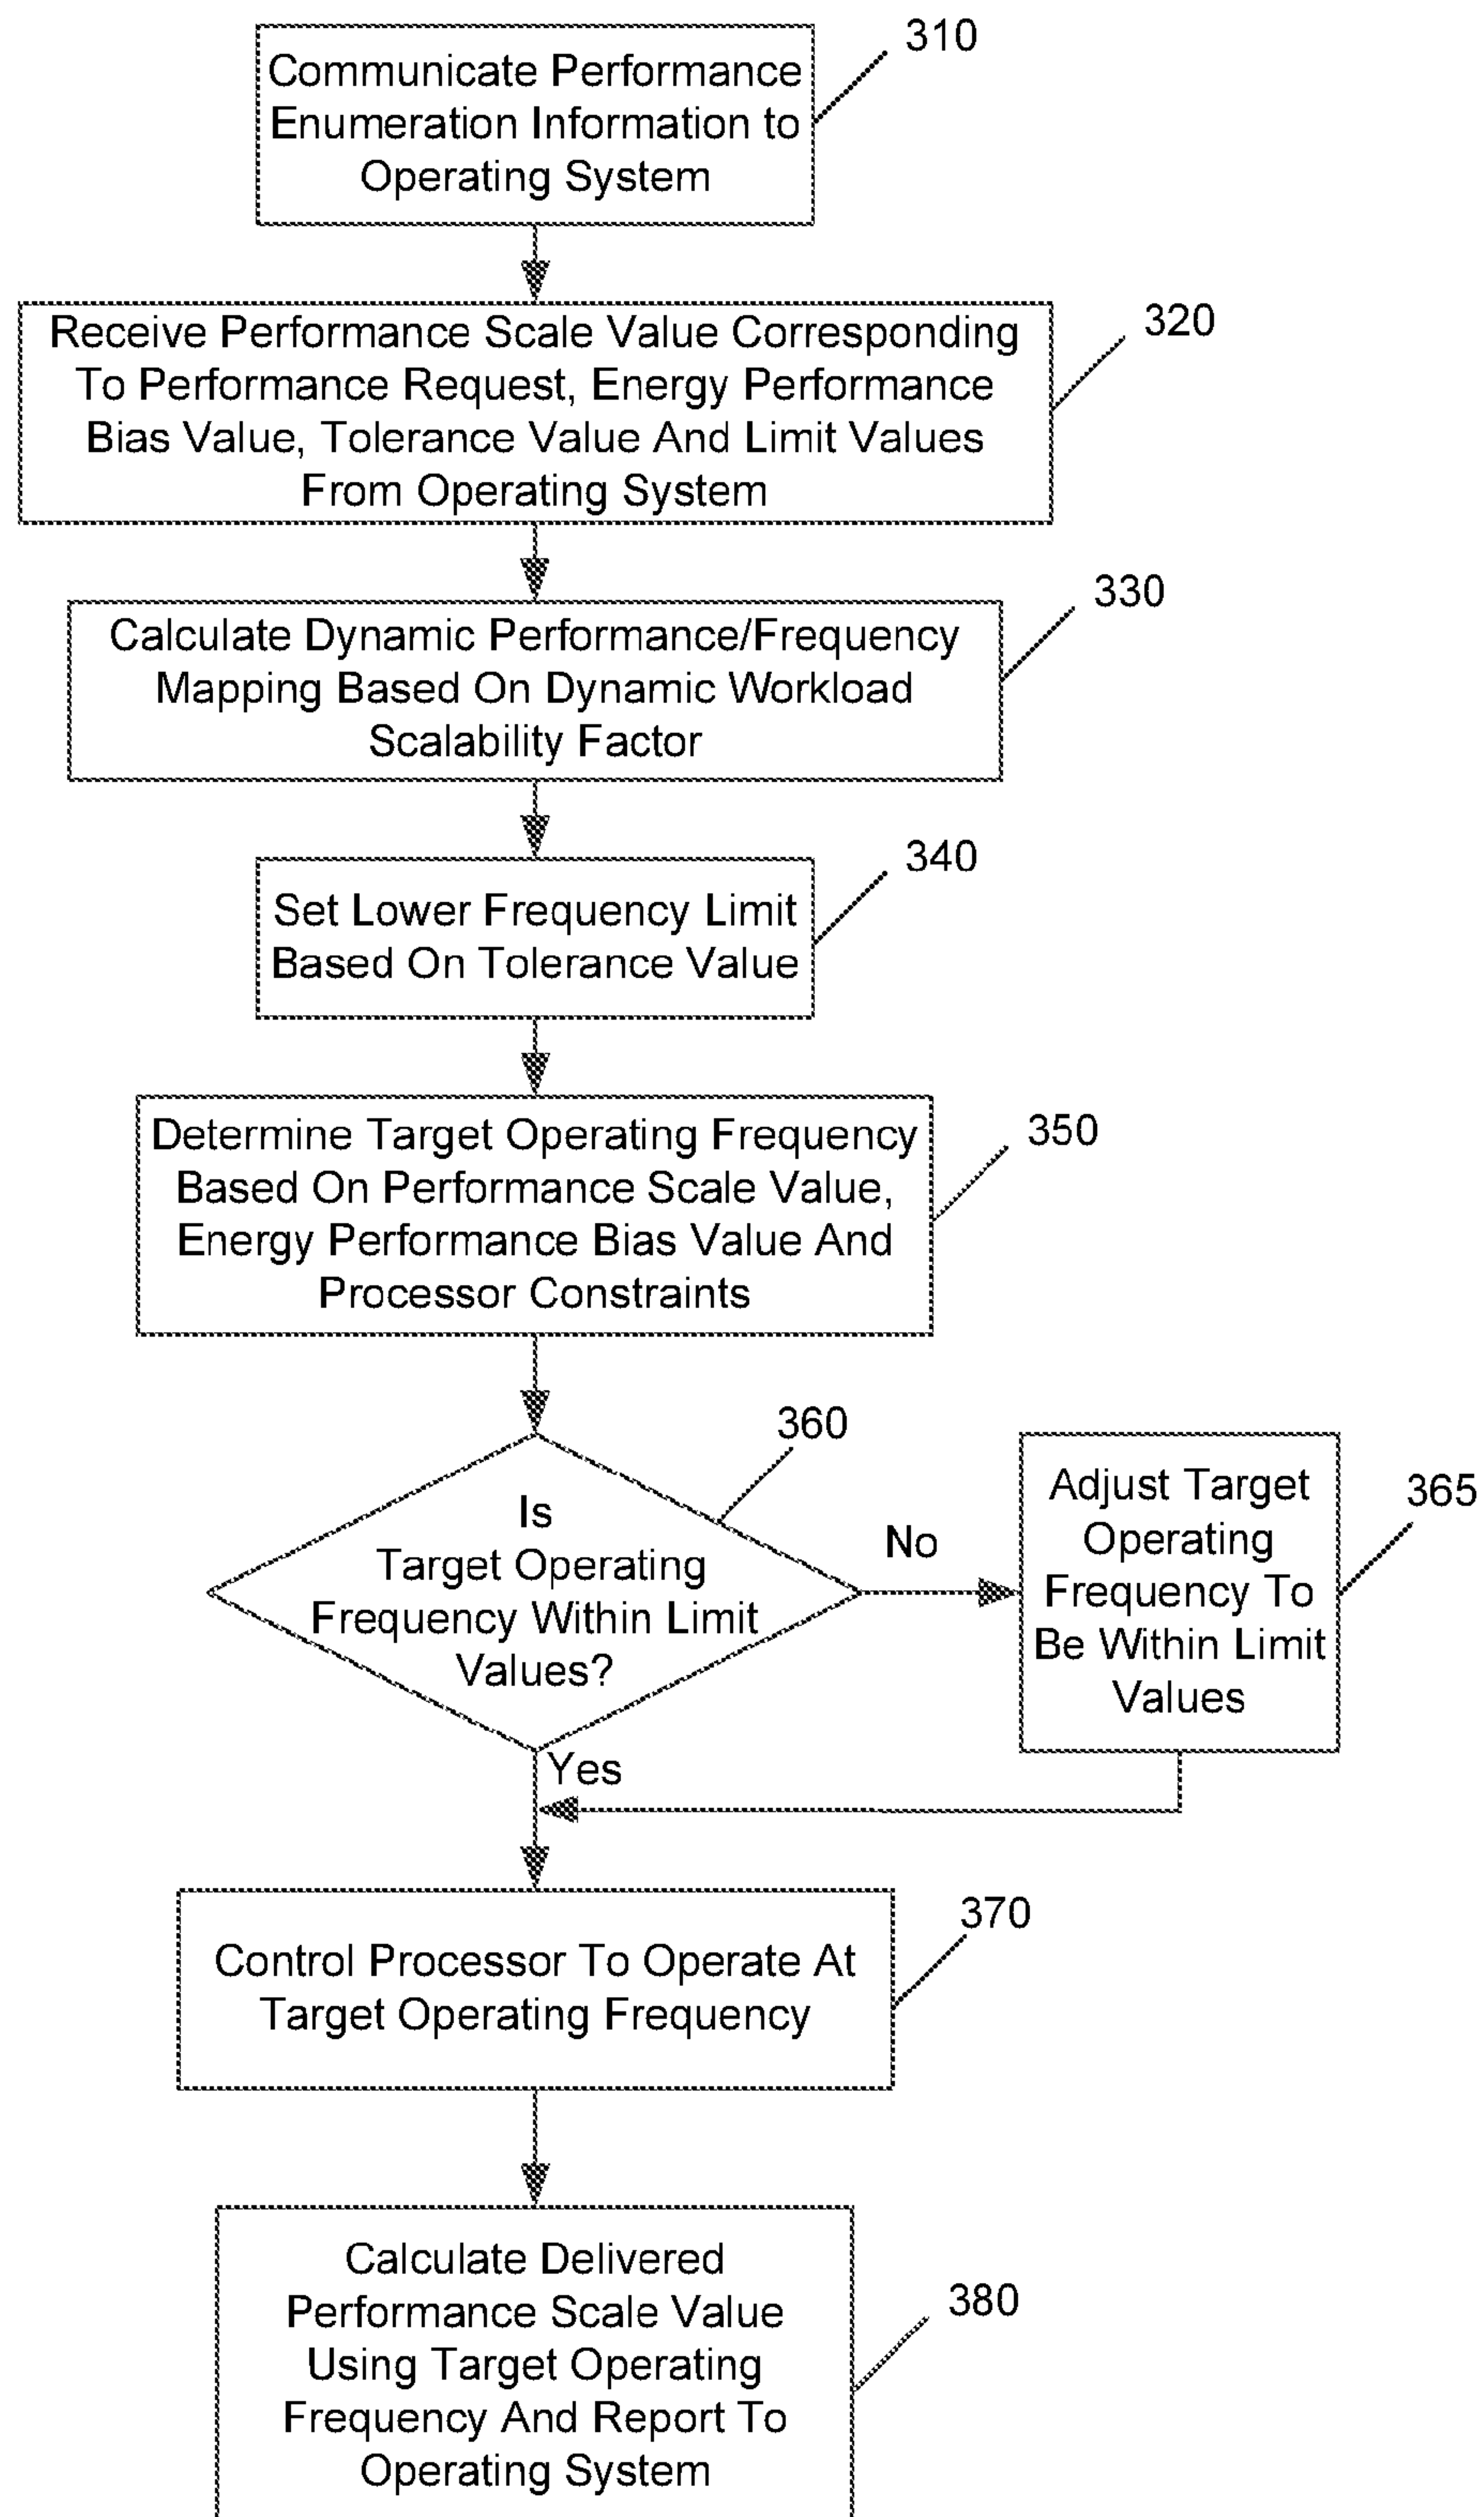 310
Communicate Performance
Enumeration Information to
Operating System
320
Receive Performance Scale Value Corresponding
To Performance Request, Energy Performance
Bias Value, Tolerance Value And Limit Values
From Operating System
330
Calculate Dynamic Performance/Frequency
Mapping Based On Dynamic Workload
Scalability Factor
340
Set Lower Frequency Limit
Based On Tolerance Value
350
Determine Target Operating Frequency
Based On Performance Scale Value,
Energy Performance Bias Value And
Processor Constraints
360
Is
Target Operating
Frequency Within Limit
Values?
No
365
Adjust Target
Operating
Frequency To
Be Within Limit
Values
Yes
370
Control Processor To Operate At
Target Operating Frequency
380
Calculate Delivered
Performance Scale Value
Using Target Operating
Frequency And Report To
Operating System